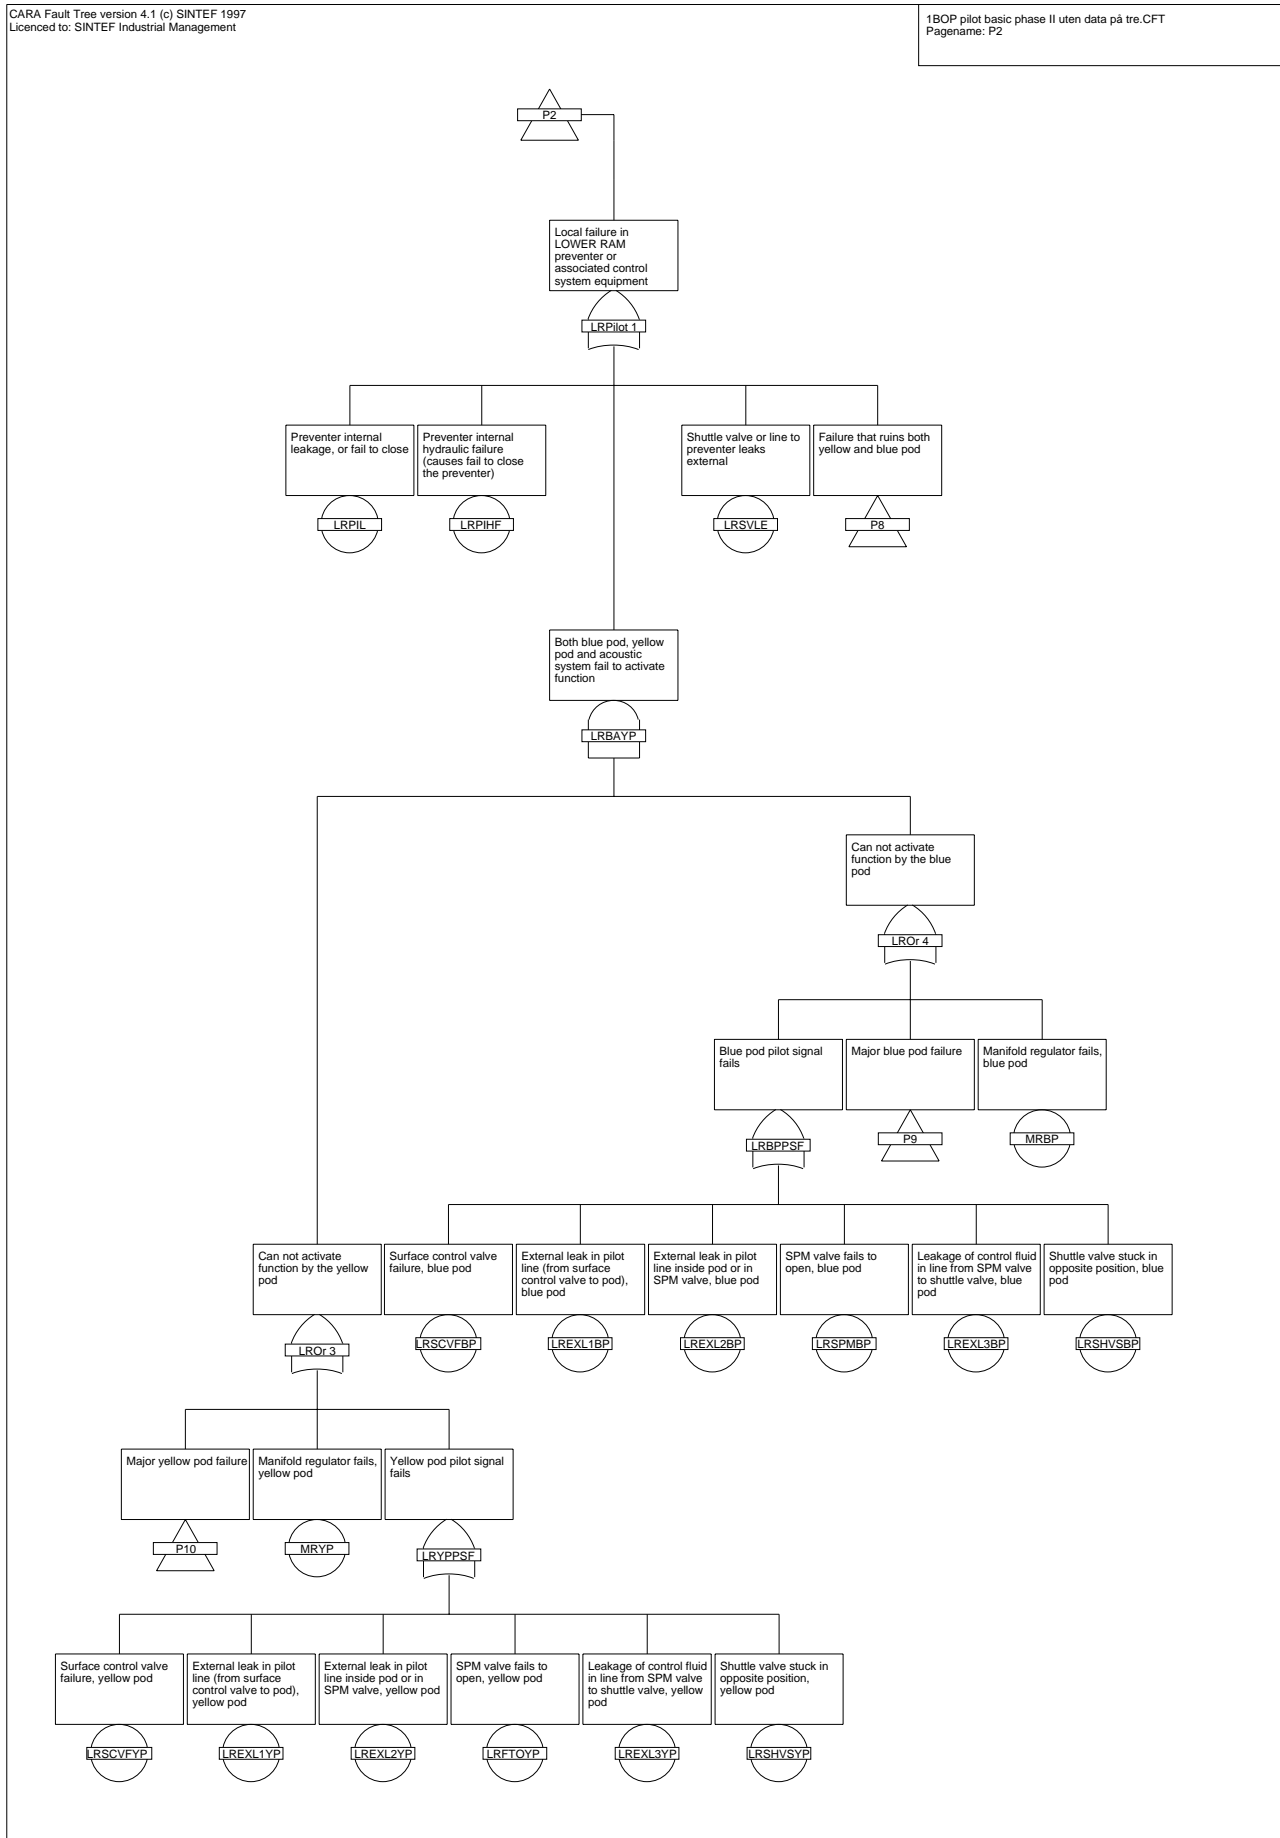 CARA Fault Tree version 4.1 (c) SINTEF 1997
Licenced to: SINTEF Industrial Management
1BOP pilot basic phase II uten data på tre.CFT
Pagename: P2
P2
Local failure in
LOWER RAM
preventer or
associated control
system equipment
LRPilot 1
Preventer internal
leakage, or fail to close
LRPIL
Preventer internal
hydraulic failure
(causes fail to close
the preventer)
LRPIHF
Shuttle valve or line to
preventer leaks
external
LRSVLE
Failure that ruins both
yellow and blue pod
P8
Both blue pod, yellow
pod and acoustic
system fail to activate
function
LRBAYP
Can not activate
function by the blue
pod
LROr 4
Blue pod pilot signal
fails
LRBPPSF
Major blue pod failure
P9
Manifold regulator fails,
blue pod
MRBP
Can not activate
function by the yellow
pod
LROr 3
Surface control valve
failure, blue pod
LRSCVFBP
External leak in pilot
line (from surface
control valve to pod),
blue pod
LREXL1BP
External leak in pilot
line inside pod or in
SPM valve, blue pod
LREXL2BP
SPM valve fails to
open, blue pod
LRSPMBP
Leakage of control fluid
in line from SPM valve
to shuttle valve, blue
pod
LREXL3BP
Shuttle valve stuck in
opposite position, blue
pod
LRSHVSBP
Major yellow pod failure
P10
Manifold regulator fails,
yellow pod
MRYP
Yellow pod pilot signal
fails
LRYPPSF
Surface control valve
failure, yellow pod
LRSCVFYP
External leak in pilot
line (from surface
control valve to pod),
yellow pod
LREXL1YP
External leak in pilot
line inside pod or in
SPM valve, yellow pod
LREXL2YP
SPM valve fails to
open, yellow pod
LRFTOYP
Leakage of control fluid
in line from SPM valve
to shuttle valve, yellow
pod
LREXL3YP
Shuttle valve stuck in
opposite position,
yellow pod
LRSHVSYP